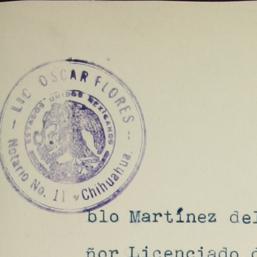 LIC OSCAR FLORES
ESTADOS UNIDOS MEXICANOS
Notario No. 11 Chihuahua.
blo Martínez del
ñor Licenciado d